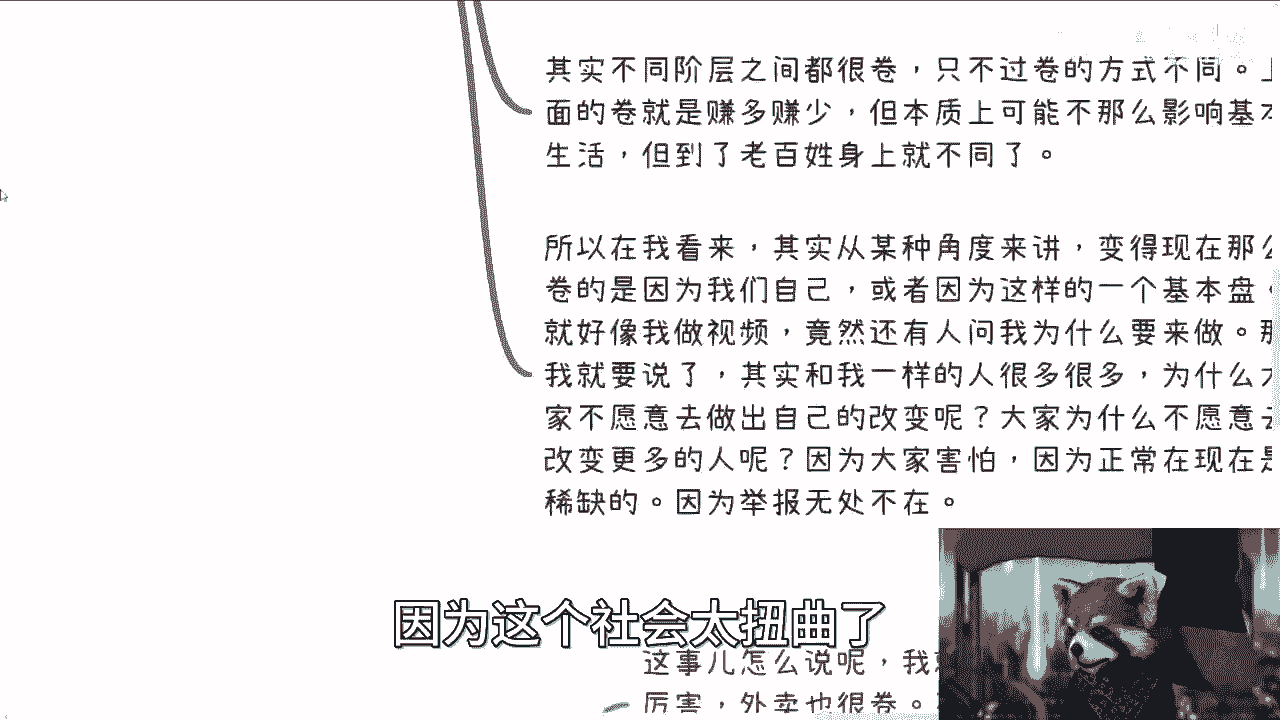 其实不同阶层之间都很卷，只不过卷的方式不同。
面的卷就是赚多赚少，但本质上可能不那么影响基本
生活，但到了老百姓身上就不同了。
所以在我看来，其实从某种角度来讲，变得现在那么
卷的是因为我们自己，或者因为这样的一个基本盘，
就好像我做视频，竟然还有人问我为什么要来做。那
我就要说了，其实和我一样的人很多很多，为什么大
家不愿意去做出自己的改变呢？大家为什么不愿意去
改变更多的人呢？因为大家害怕，因为正常在现在是
稀缺的。因为举报无处不在。
因为这个社会太扭曲了
这事儿怎么说呢，我
厉害，外卖也很卷。